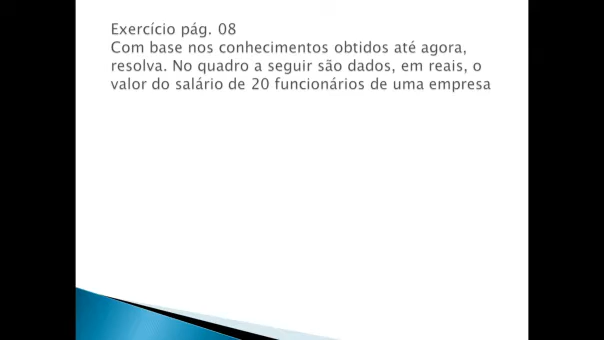 Exercício pág. 08
Com base nos conhecimentos obtidos até agora,
resolva. No quadro a seguir são dados, em reais, o
valor do salário de 20 funcionários de uma empresa